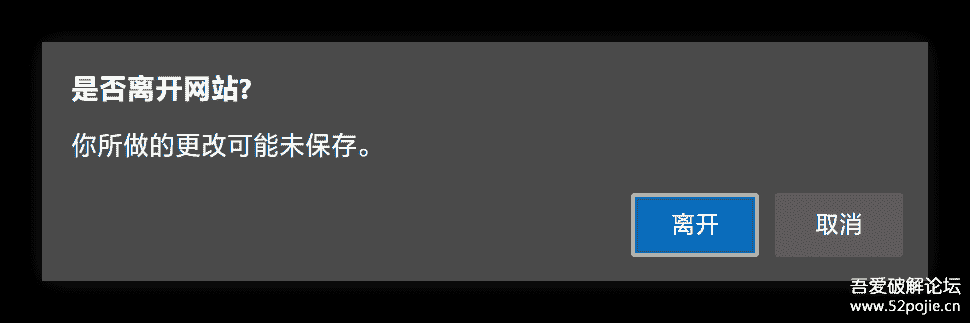 是否离开网站?
你所做的更改可能未保存。
离开
取消
吾爱破解论坛
www.52pojie.cn